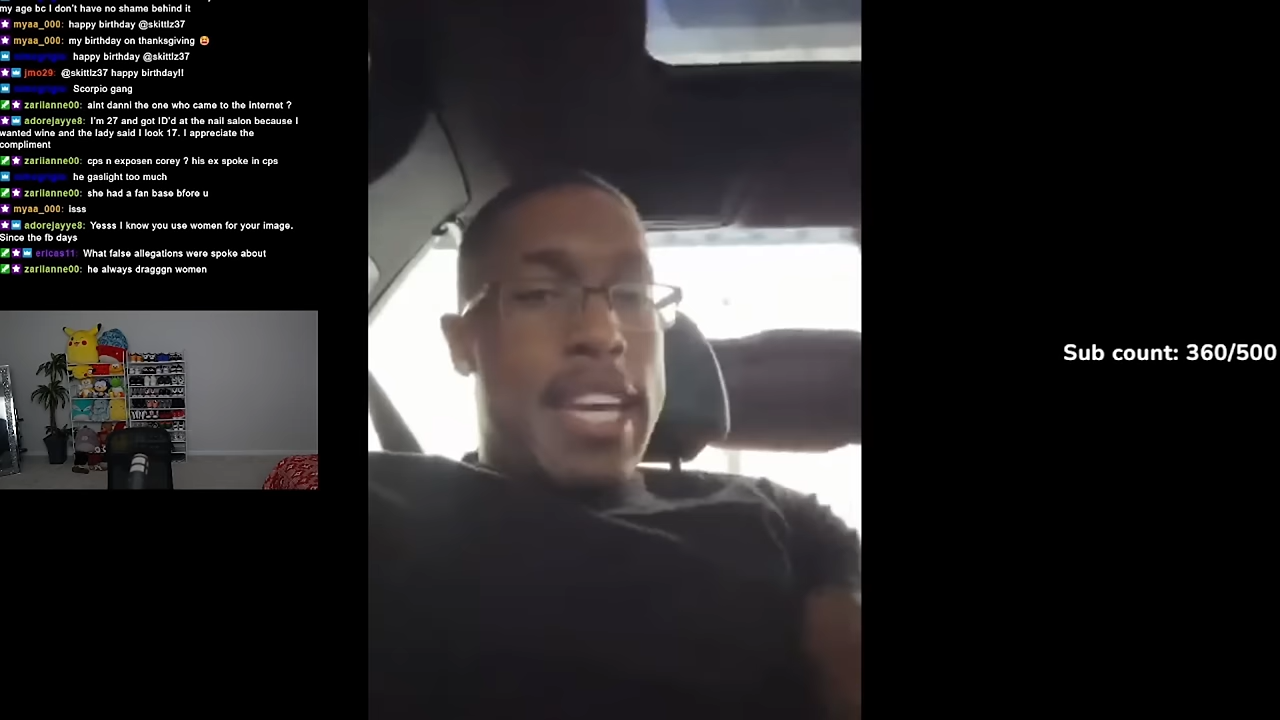 my age bc I don't have no shame behind it
myaa_000: happy birthday @skittlz37
myaa_000: my birthday on thanksgiving
happy birthday @skittlz37
jmo29: @skittlz37 happy birthday!!
Scorpio gang
zarilanne00: aint danni the one who came to the internet ?
adorejayye8: I'm 27 and got ID'd at the nail salon because I
wanted wine and the lady said I look 17. I appreciate the
compliment
zarilanne00: cps n exposen corey ? his ex spoke in cps
he gaslight too much
zarilanne00: she had a fan base bfore u
myaa_000: isss
adorejayye8: Yesss I know you use women for your image.
Since the fb days
ericas11: What false allegations were spoke about
zarilanne00: he always dragggn women
Sub count: 360/500